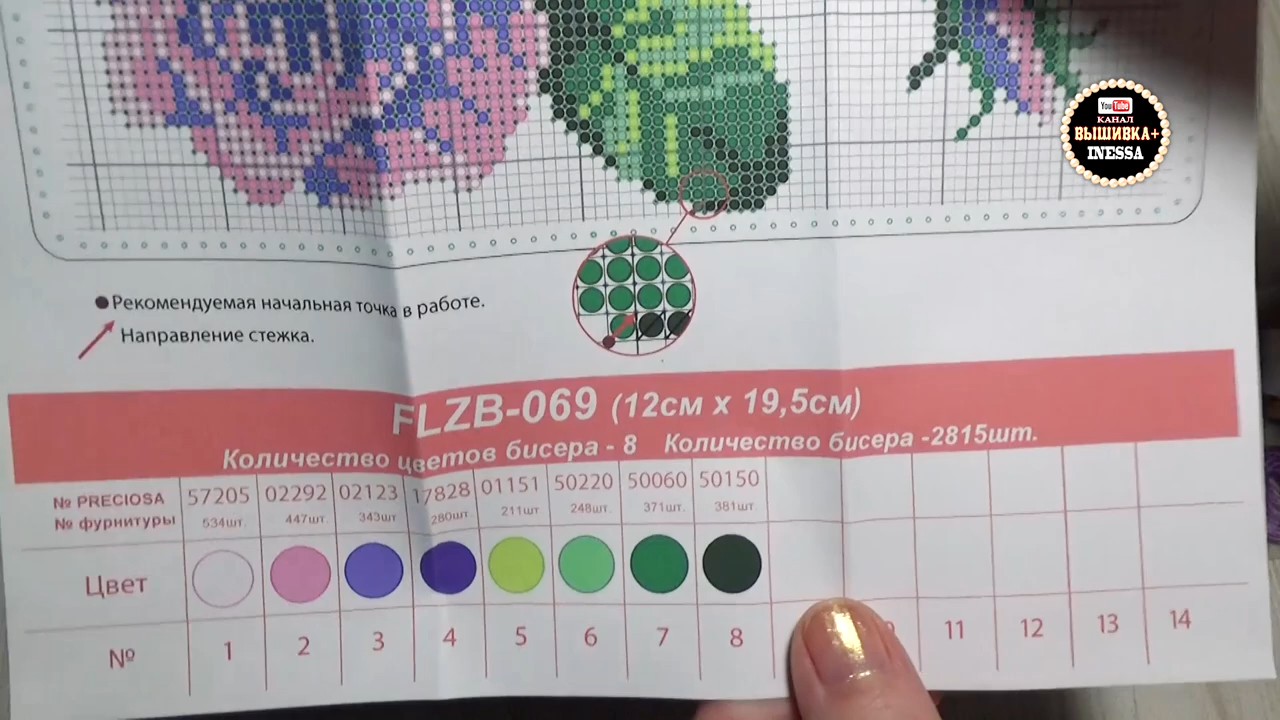 You Tube
КАНАЛ
ВЫШИВКА+
INESSA
Рекомендуемая начальная точка в работе.
Направление стежка.
FLZB-069 (12см х 19,5см)
Количество цветов бисера - 8 Количество бисера -2815шт.
№ PRECIOSA 57205 02292 02123 17828 01151 50220 50060 50150
№ фурнитуры 534шт. 447шт. 343шт 280шт. 211шт 248шт. 371шт. 381шт.
Цвет
№ 1 2 3 4 5 6 7 8 11 12 13 14